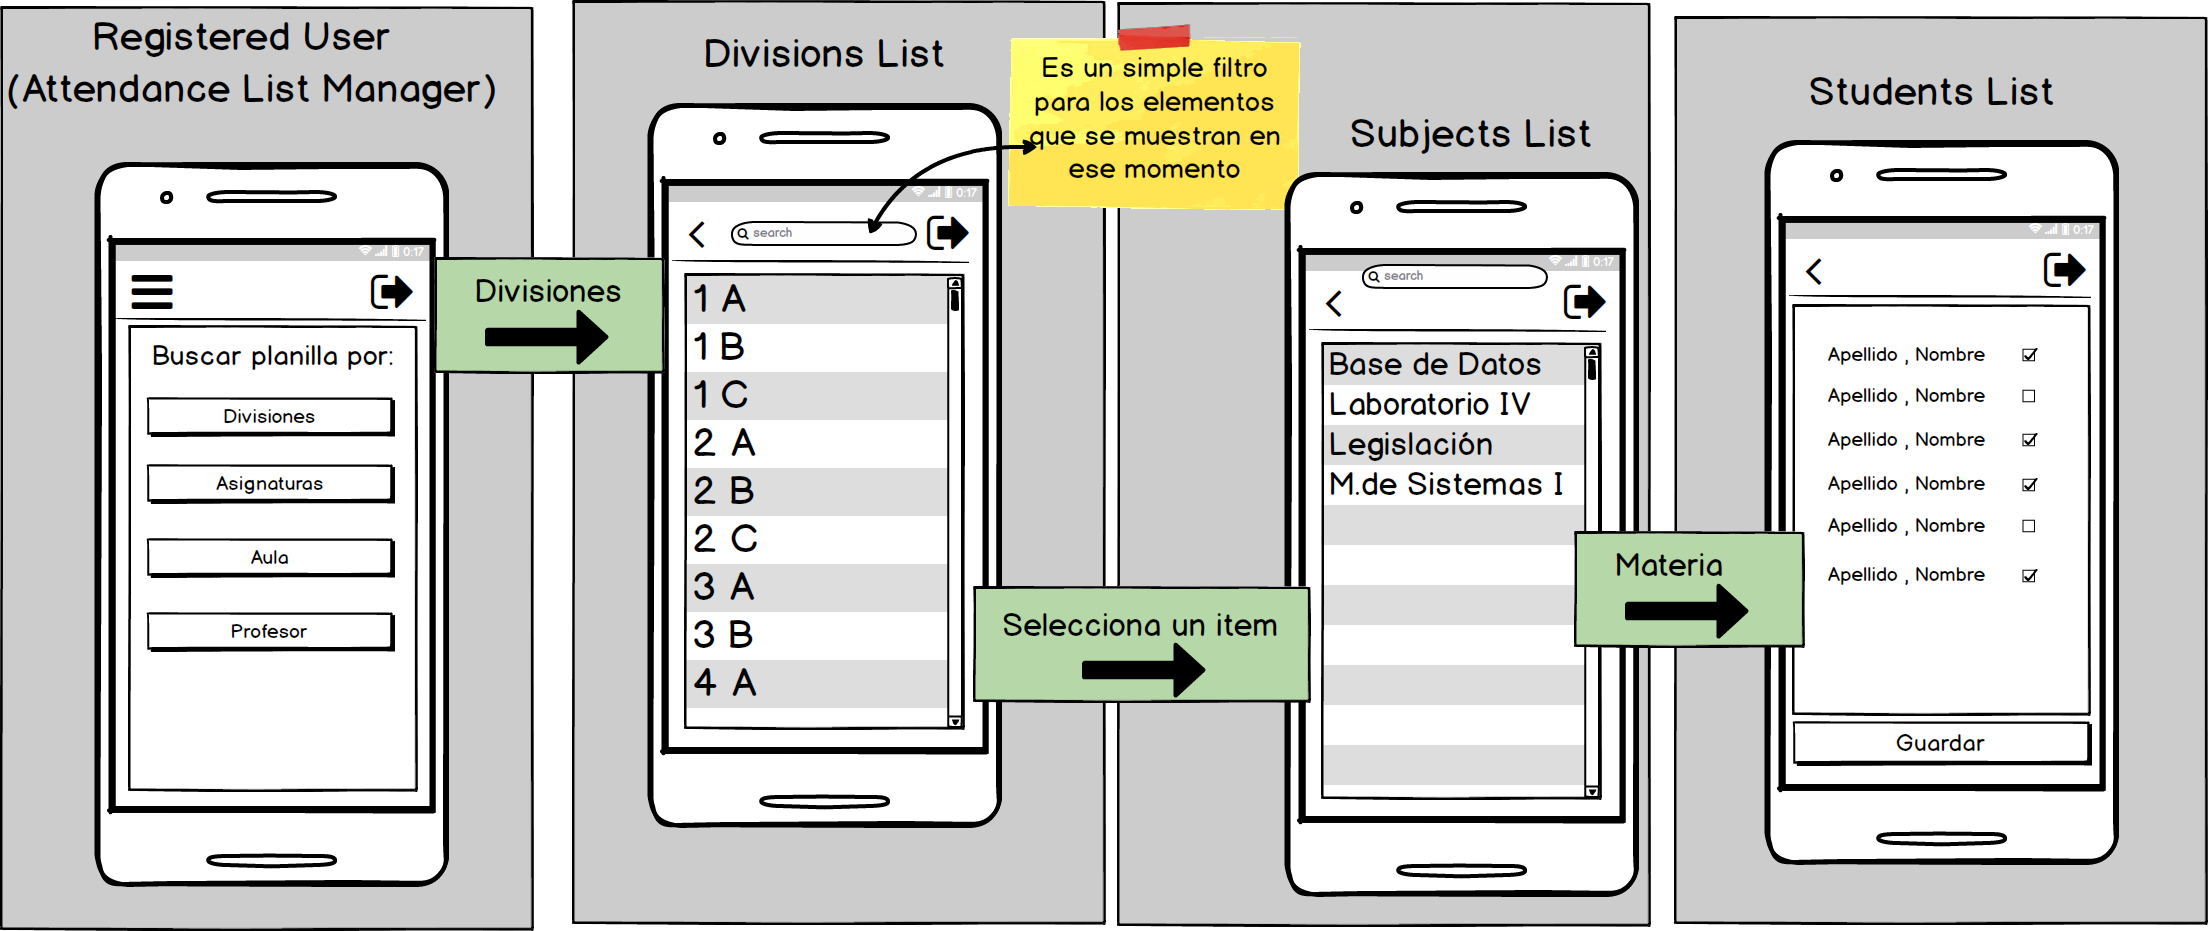 Registered User
(Attendance List Manager)
0:17
Buscar planilla por:
Divisiones
Asignaturas
Aula
Profesor
Divisiones
Divisions List
0:17
search
1 A
1 B
1 C
2 A
2 B
2 C
3 A
3 B
4 A
Es un simple filtro
para los elementos
que se muestran en
ese momento
Selecciona un item
Subjects List
0:17
search
Base de Datos
Laboratorio IV
Legislación
M.de Sistemas I
Materia
Students List
0:17
Apellido , Nombre
Apellido , Nombre
Apellido , Nombre
Apellido , Nombre
Apellido , Nombre
Apellido , Nombre
Guardar